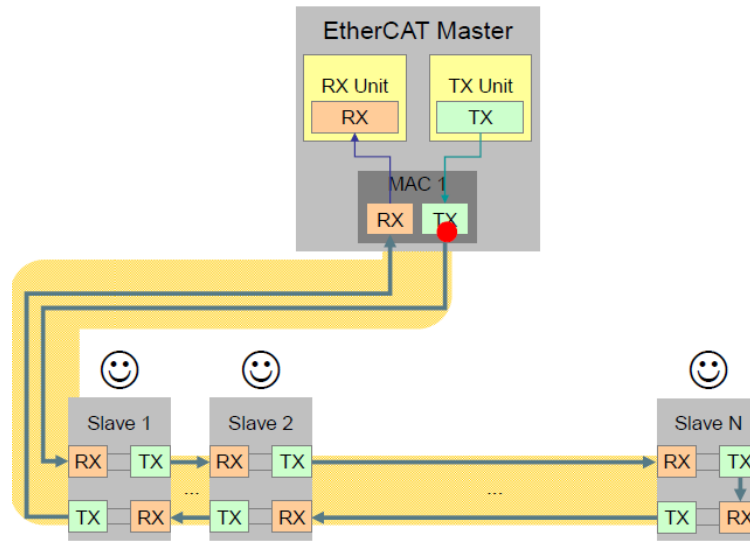 EtherCAT Master
RX Unit
TX Unit
RX
TX
MAC 1
RX
TX
Slave 1
Slave 2
Slave N
RX
TX
RX
TX
RX
TX
...
...
TX
RX
TX
RX
TX
RX